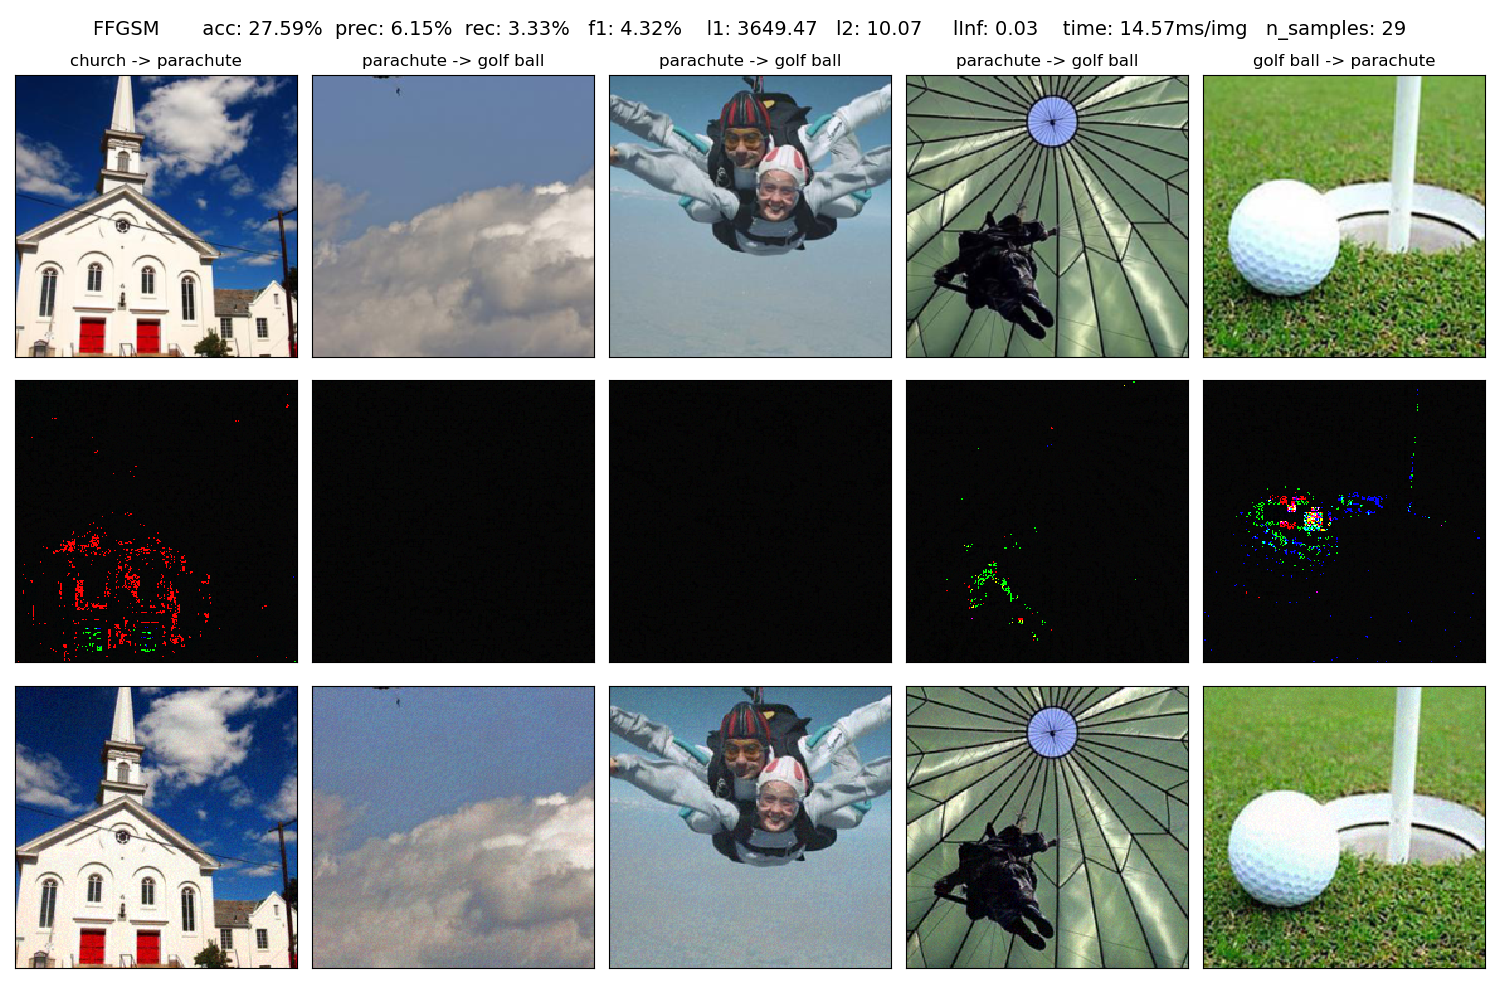 FFGSM acc: 27.59% prec: 6.15% rec: 3.33% f1: 4.32% l1: 3649.47 l2: 10.07 lInf: 0.03 time: 14.57ms/img n_samples: 29
church -> parachute
parachute -> golf ball
parachute -> golf ball
parachute -> golf ball
golf ball -> parachute